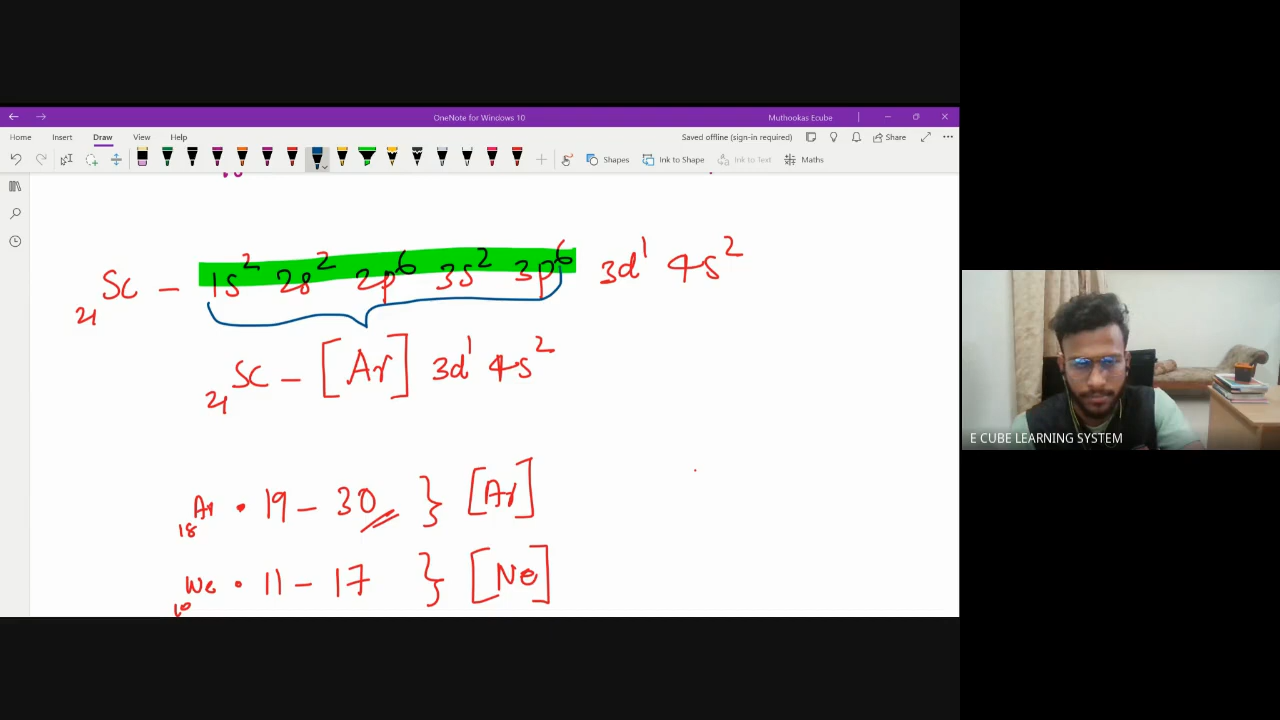 OneNote for Windows 10
Muthookas Ecube
Home Insert Draw View Help
Saved offline (sign-in required) Share
Shapes Ink to Shape Ink to Text Maths
₂₁Sc – 1s² 2s² 2p⁶ 3s² 3p⁶ 3d¹ 4s²
₂₁Sc – [Ar] 3d¹ 4s²
₁₈Ar • 19 – 30 } [Ar]
₁₀Ne • 11 – 17 } [Ne]
E CUBE LEARNING SYSTEM